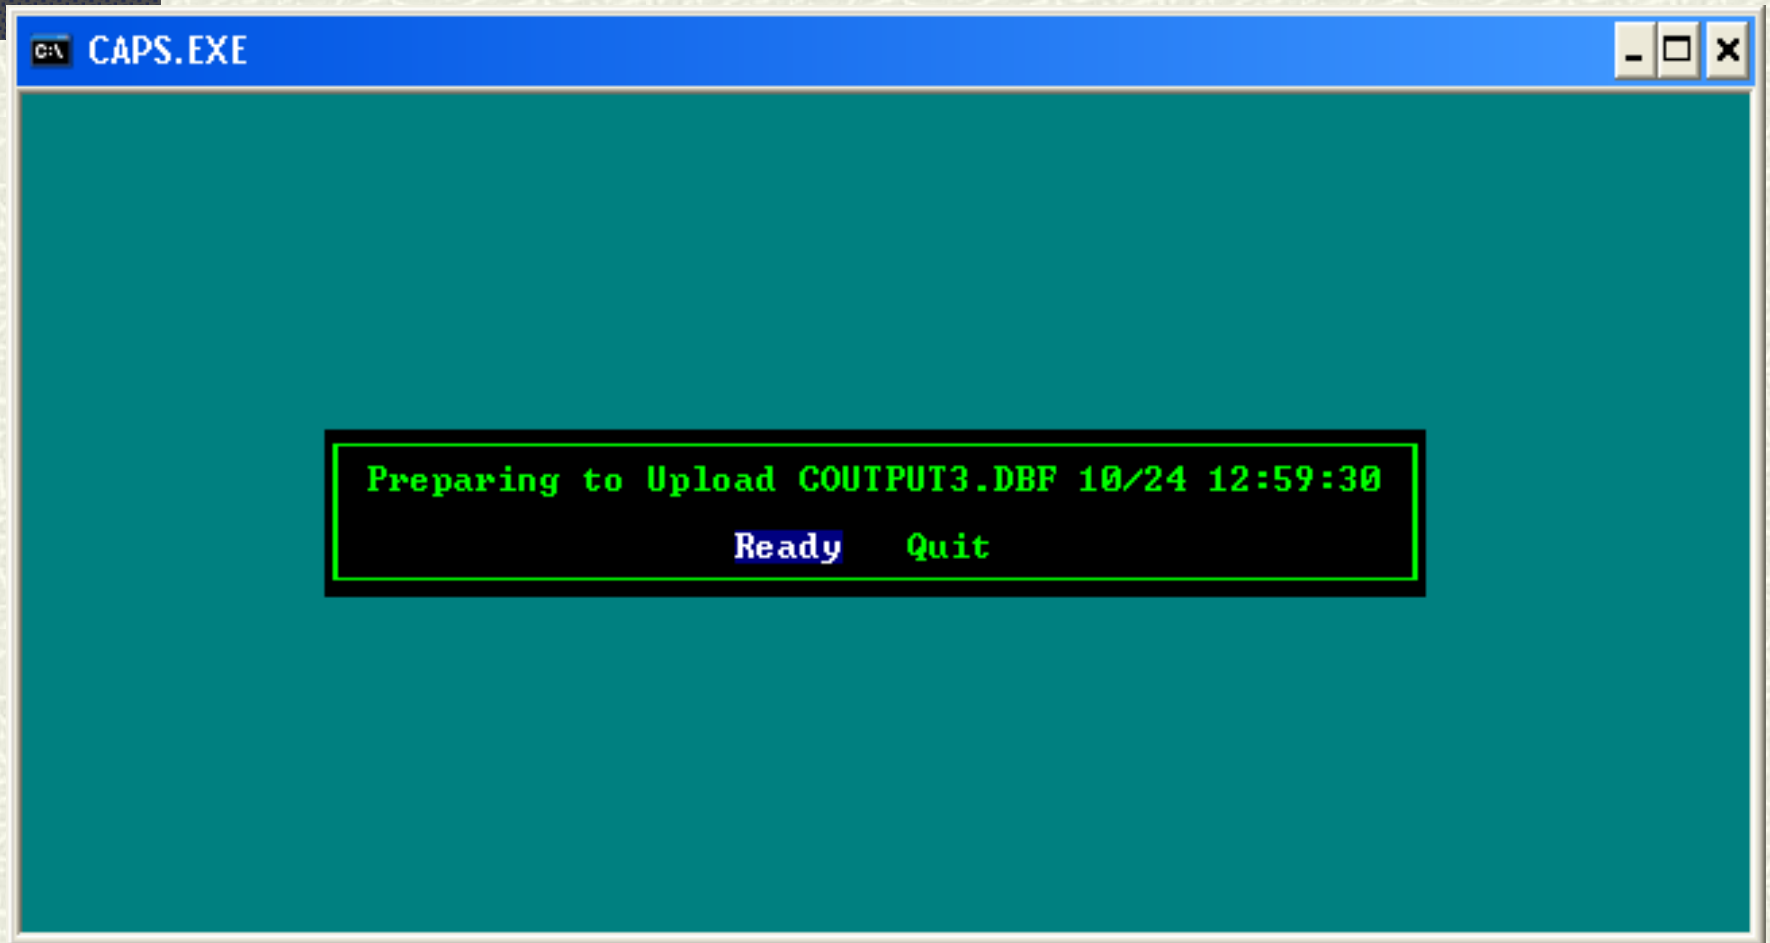 C:\ CAPS.EXE
Preparing to Upload COUTPUT3.DBF 10/24 12:59:30
Ready Quit